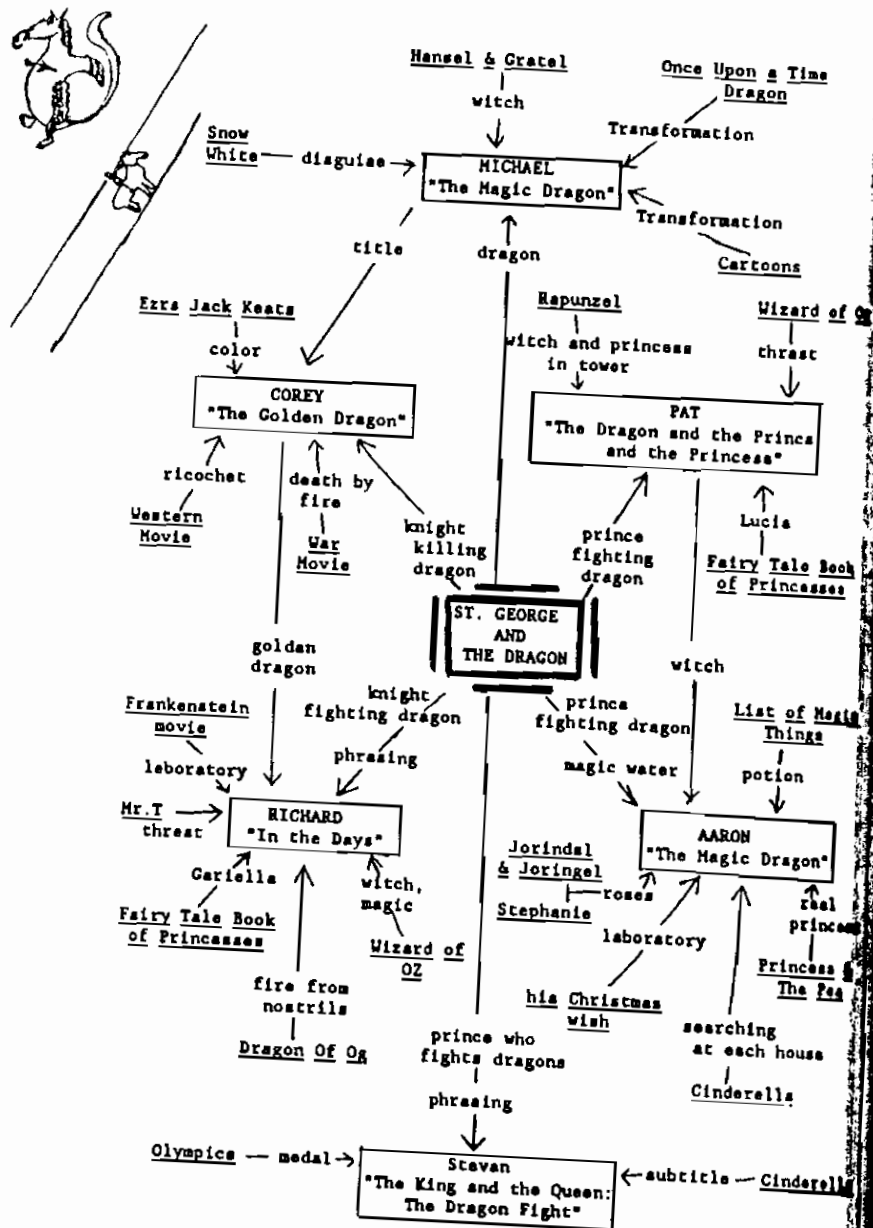 Hansel & Gratel
witch
Once Upon a Time
Dragon
Transformation
Snow
White
disguise
MICHAEL
"The Magic Dragon"
Transformation
Cartoons
title
dragon
Ezra Jack Keats
color
Rapunzel
witch and princess
in tower
Wizard of
threat
COREY
"The Golden Dragon"
PAT
"The Dragon and the Prince
and the Princess"
ricochet
Western
Movie
death by
fire
War
Movie
knight
killing
dragon
prince
fighting
dragon
Lucia
Fairy Tale Book
of Princesses
ST. GEORGE
AND
THE DRAGON
golden
dragon
witch
knight
fighting dragon
phrasing
prince
fighting dragon
magic water
List of Magic
Things
potion
Frankenstein
movie
laboratory
Mr.T
threat
RICHARD
"In the Days"
AARON
"The Magic Dragon"
Gariella
Fairy Tale Book
of Princesses
witch,
magic
Wizard of
OZ
Jorindal
& Joringel
roses
Stephanie
laboratory
his Christmas
wish
real
princess
Princess &
The Pea
fire from
nostrils
Dragon Of Og
searching
at each house
Cinderella
prince who
fights dragons
phrasing
Olympics
medal
Stevan
"The King and the Queen:
The Dragon Fight"
subtitle
Cinderella